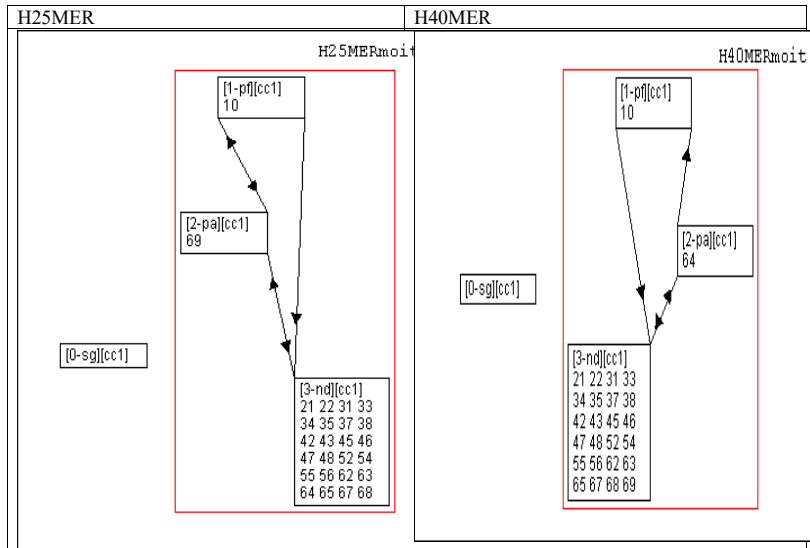 H25MER
H40MER
H25MERmoit
[1-pf][cc1]
10
[2-pa][cc1]
69
[0-sg][cc1]
[3-nd][cc1]
21 22 31 33
34 35 37 38
42 43 45 46
47 48 52 54
55 56 62 63
64 65 67 68
H40MERmoit
[1-pf][cc1]
10
[2-pa][cc1]
64
[0-sg][cc1]
[3-nd][cc1]
21 22 31 33
34 35 37 38
42 43 45 46
47 48 52 54
55 56 62 63
65 67 68 69